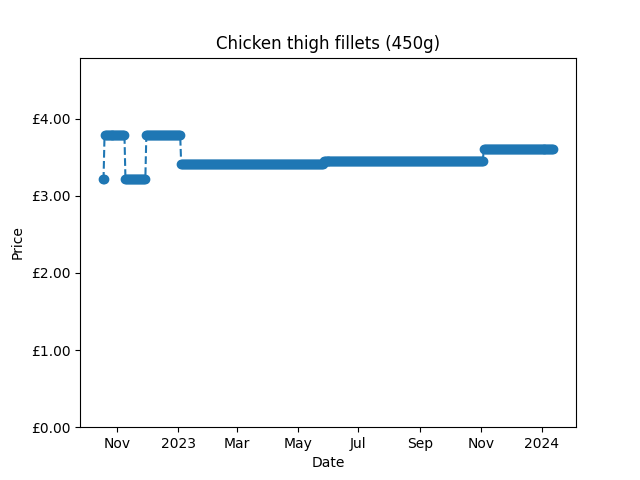 Chicken thigh fillets (450g)
£4.00
£3.00
£2.00
£1.00
£0.00
Price
Nov 2023 Mar May Jul Sep Nov 2024
Date